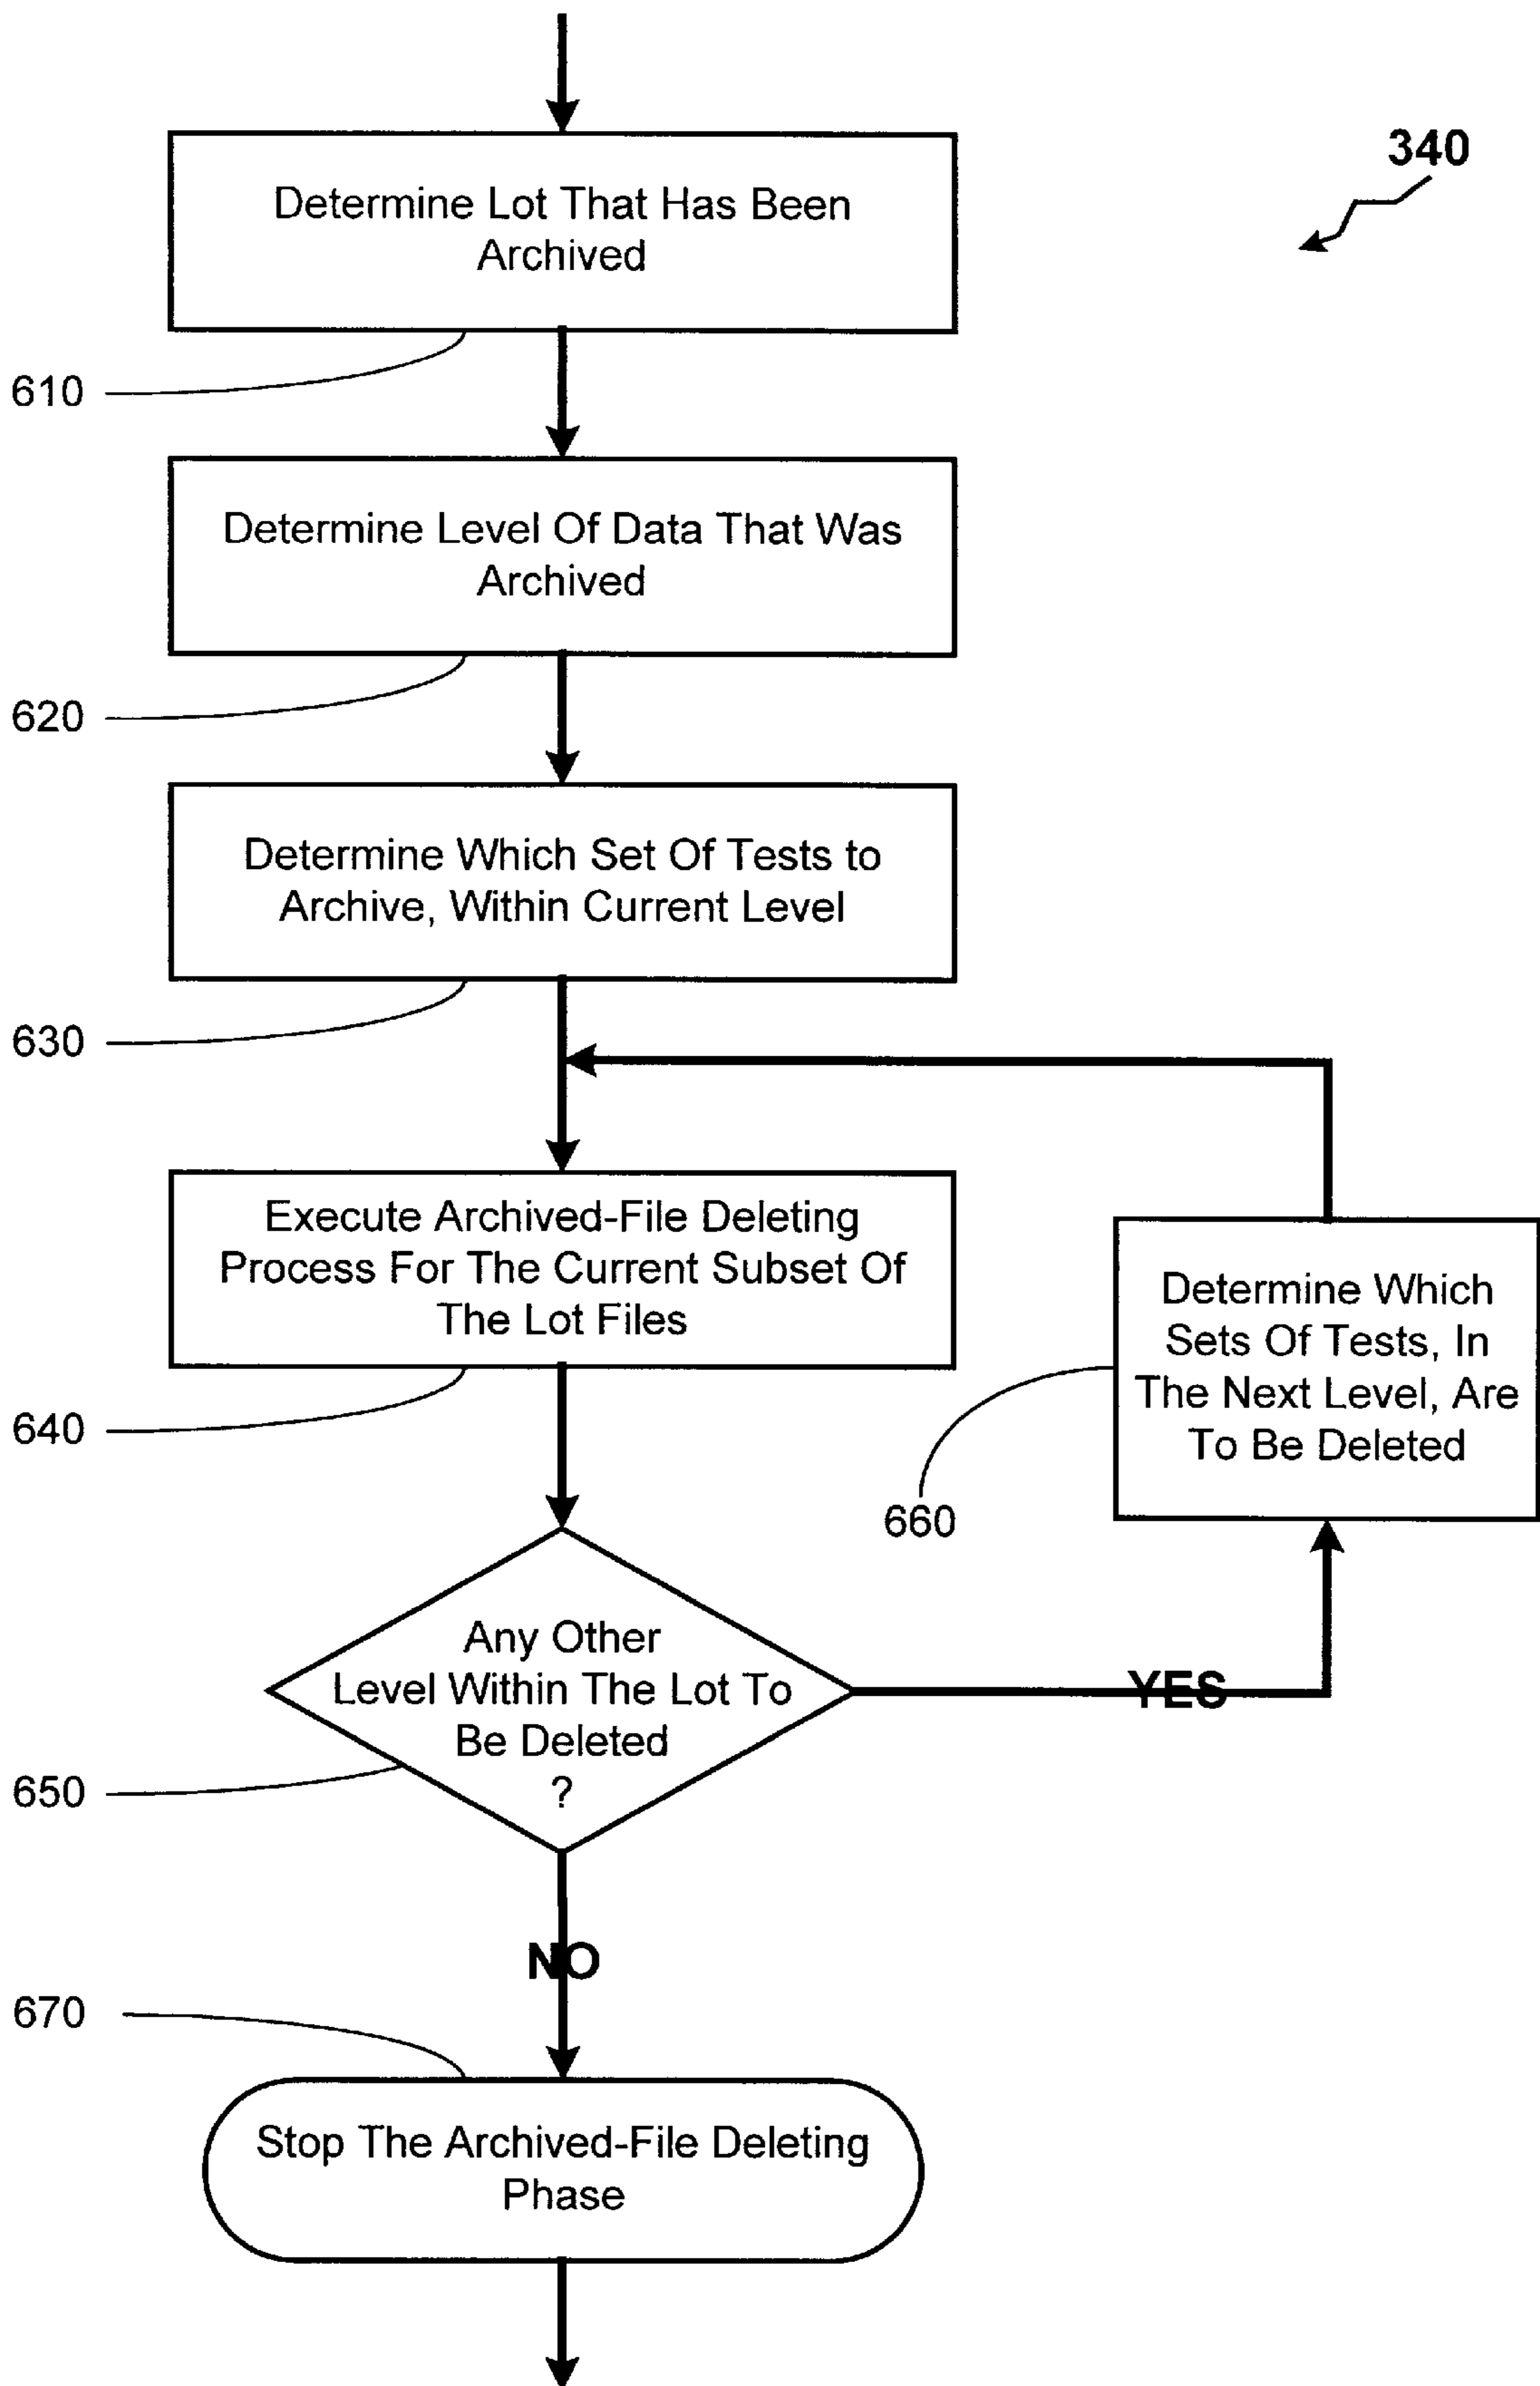 340
Determine Lot That Has Been
Archived
610
Determine Level Of Data That Was
Archived
620
Determine Which Set Of Tests to
Archive, Within Current Level
630
Execute Archived-File Deleting
Process For The Current Subset Of
The Lot Files
640
Determine Which
Sets Of Tests, In
The Next Level, Are
To Be Deleted
660
Any Other
Level Within The Lot To
Be Deleted
?
YES
650
NO
670
Stop The Archived-File Deleting
Phase